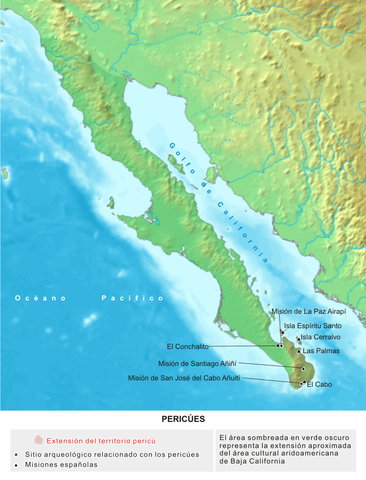 Golfo de California
Océano Pacífico
Misión de La Paz Airapí
Isla Espíritu Santo
Isla Cerralvo
El Conchalito
Las Palmas
Misión de Santiago Añiñí
Misión de San José del Cabo Añuití
El Cabo
PERICÚES
Extensión del territorio pericú
Sitio arqueológico relacionado con los pericúes
Misiones españolas
El área sombreada en verde oscuro
representa la extensión aproximada
del área cultural aridoamericana
de Baja California